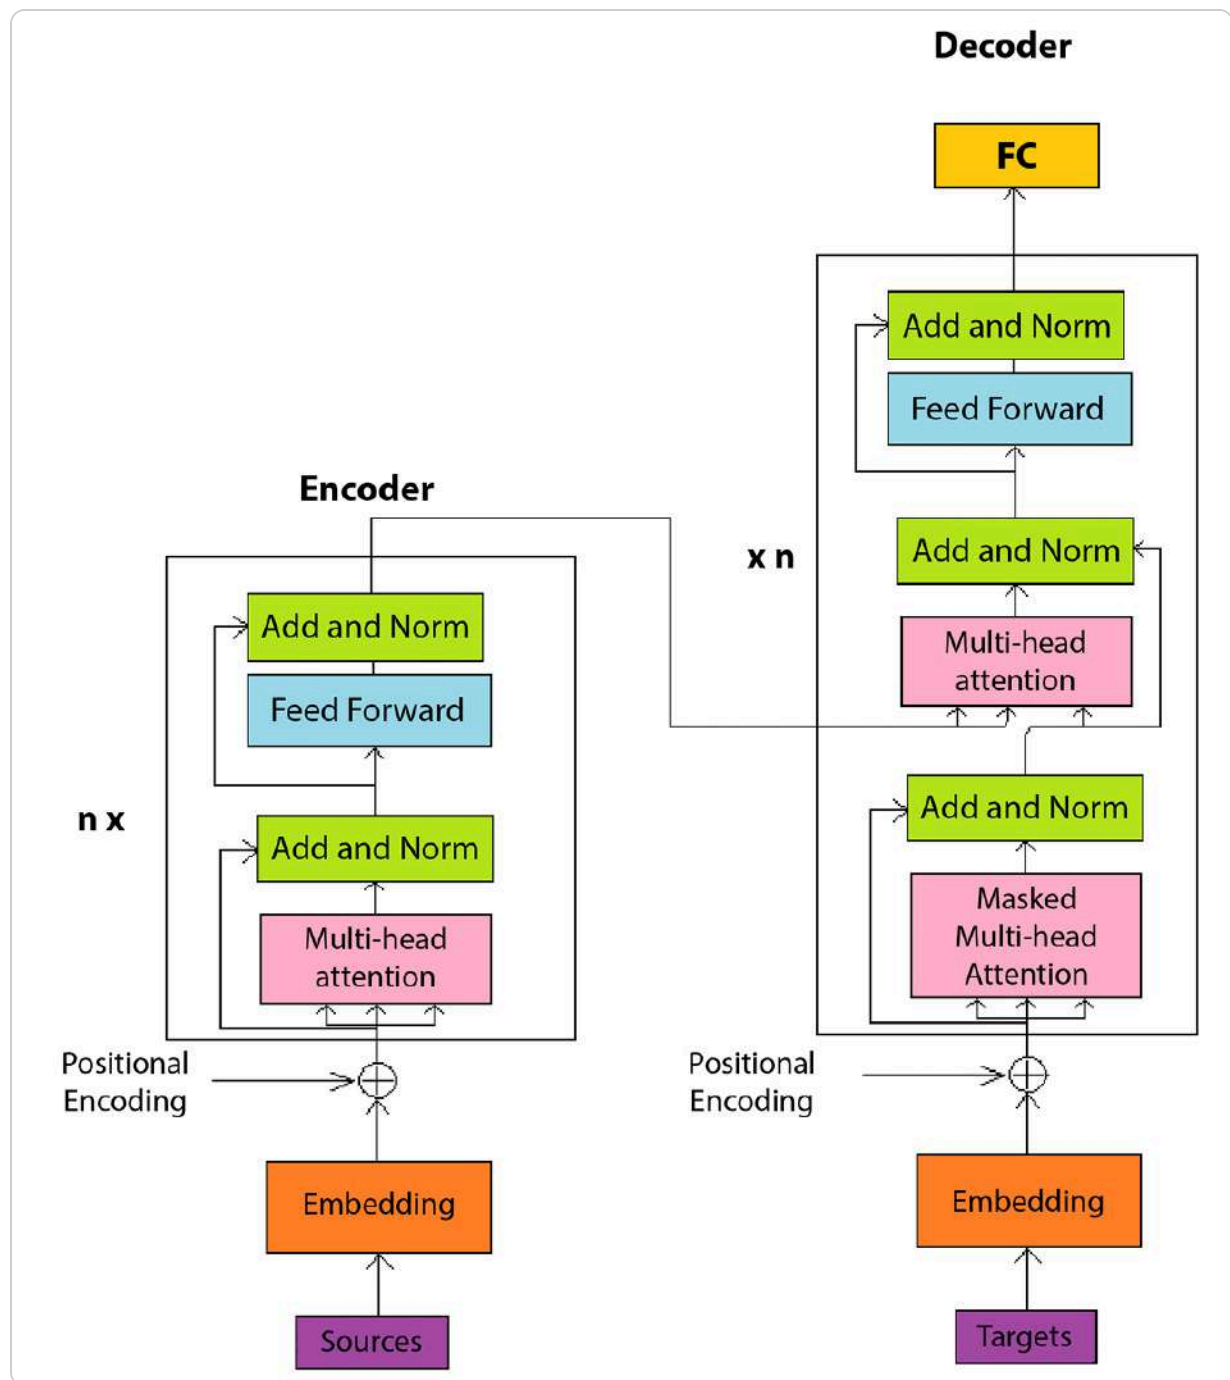 Decoder
FC
Add and Norm
Feed Forward
Add and Norm
x n
Multi-head
attention
Add and Norm
Masked
Multi-head
Attention
Positional
Encoding
Embedding
Targets
Encoder
Add and Norm
Feed Forward
n x
Add and Norm
Multi-head
attention
Positional
Encoding
Embedding
Sources